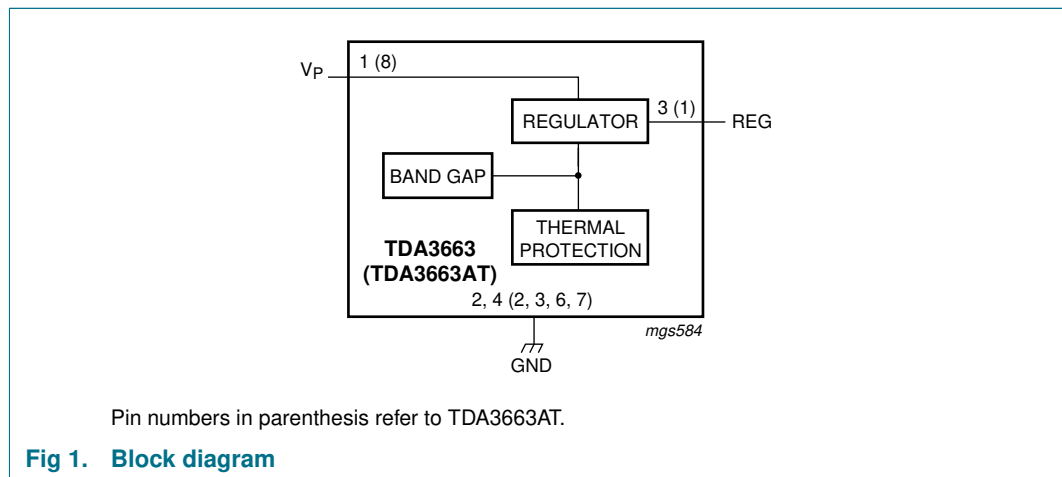 V_P
1 (8)
REGULATOR
3 (1)
REG
BAND GAP
THERMAL
PROTECTION
TDA3663
(TDA3663AT)
2, 4 (2, 3, 6, 7)
mgs584
GND
Pin numbers in parenthesis refer to TDA3663AT.
Fig 1. Block diagram